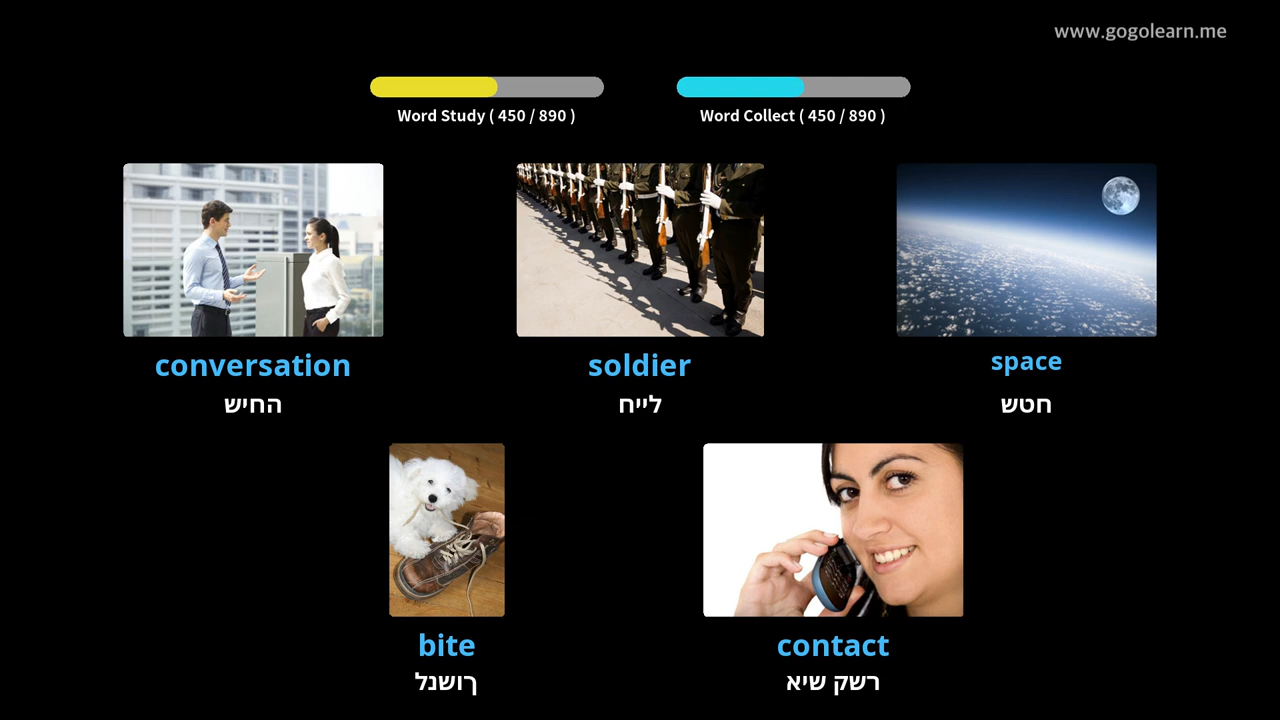 www.gogolearn.me
Word Study ( 450 / 890 )
Word Collect ( 450 / 890 )
conversation
החיש
soldier
לייח
space
חטש
bite
ךושנל
contact
רשק שיא